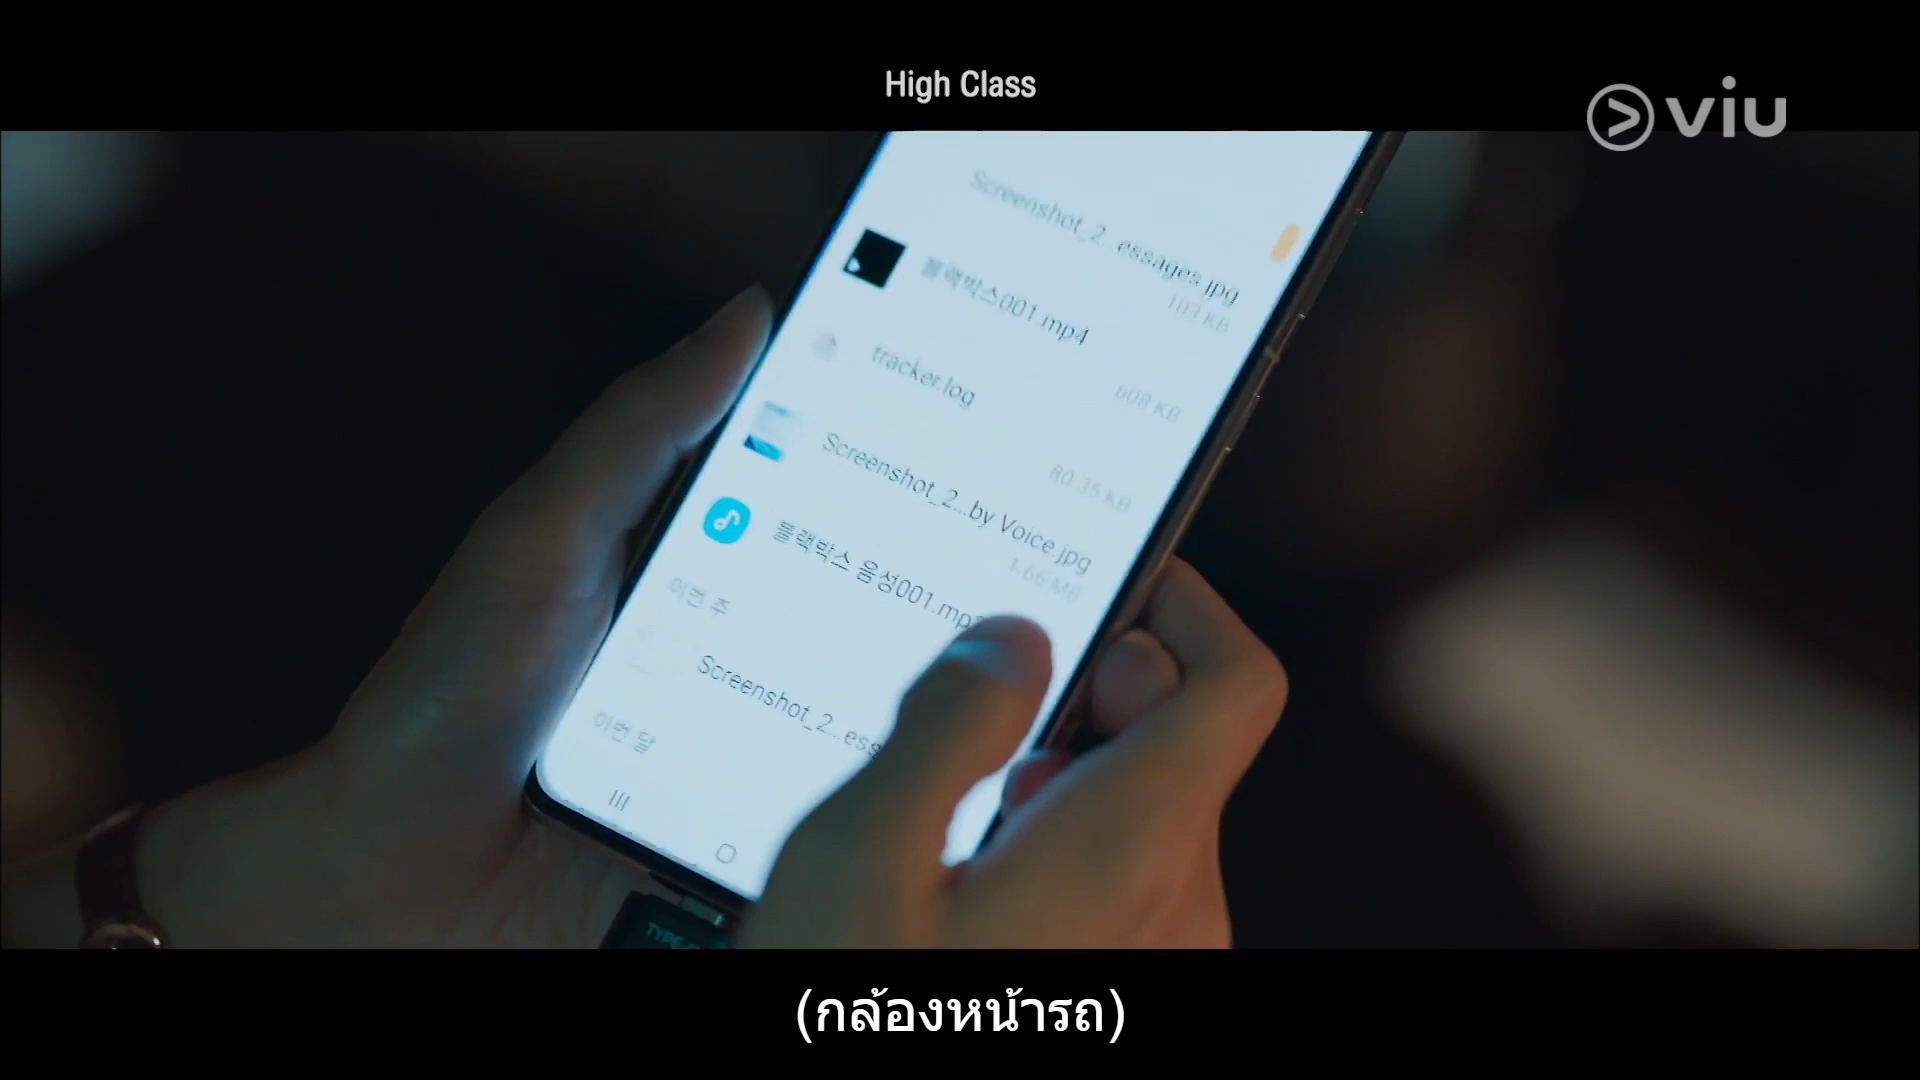 High Class
viu
Screenshot_2...essages.jpg
103 KB
블랙박스001.mp4
608 KB
tracker.log
80.35 KB
Screenshot_2...by Voice.jpg
1.66 MB
블랙박스 음성001.mp3
이번 주
Screenshot_2...ess
이번 달
TYPE-C
(กล้องหน้ารถ)